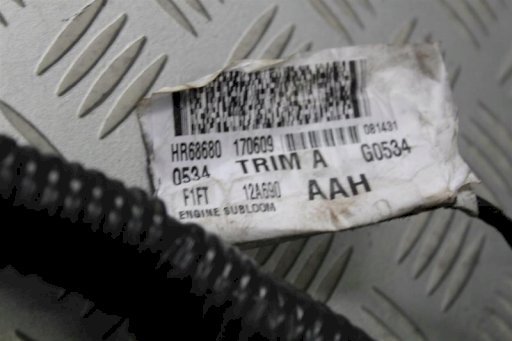 HR68680 170609 081431
0534 TRIM A G0534
F1FT 12A690 AAH
ENGINE SUBLOOM